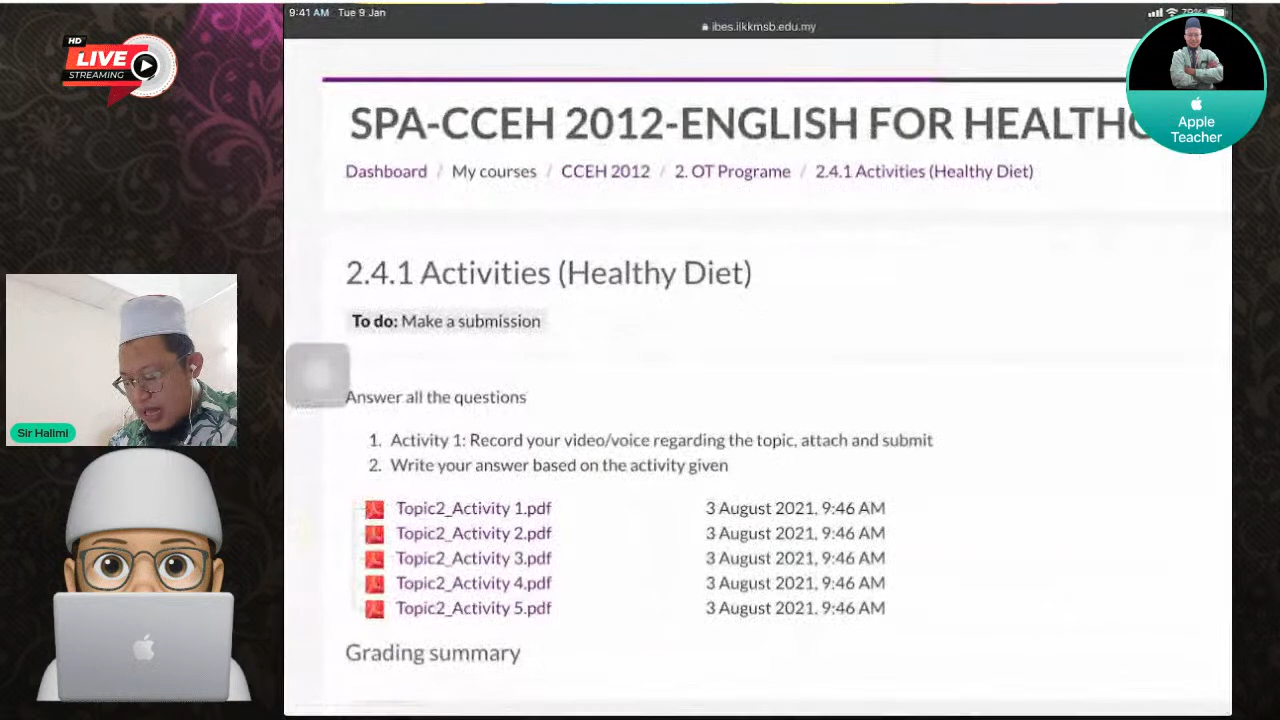 9:41 AM Tue 9 Jan
79%
ibes.ilkkmsb.edu.my
HD
LIVE
STREAMING
Apple
Teacher
SPA-CCEH 2012-ENGLISH FOR HEALTHC
Dashboard / My courses / CCEH 2012 / 2. OT Programe / 2.4.1 Activities (Healthy Diet)
2.4.1 Activities (Healthy Diet)
To do: Make a submission
Answer all the questions
1. Activity 1: Record your video/voice regarding the topic, attach and submit
2. Write your answer based on the activity given
Topic2_Activity 1.pdf 3 August 2021, 9:46 AM
Topic2_Activity 2.pdf 3 August 2021, 9:46 AM
Topic2_Activity 3.pdf 3 August 2021, 9:46 AM
Topic2_Activity 4.pdf 3 August 2021, 9:46 AM
Topic2_Activity 5.pdf 3 August 2021, 9:46 AM
Grading summary
Sir Halimi